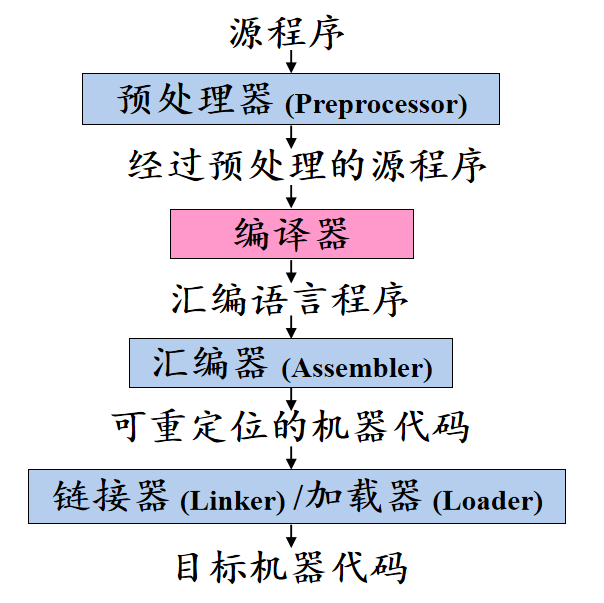 源程序
预处理器 (Preprocessor)
经过预处理的源程序
编译器
汇编语言程序
汇编器 (Assembler)
可重定位的机器代码
链接器 (Linker) /加载器 (Loader)
目标机器代码